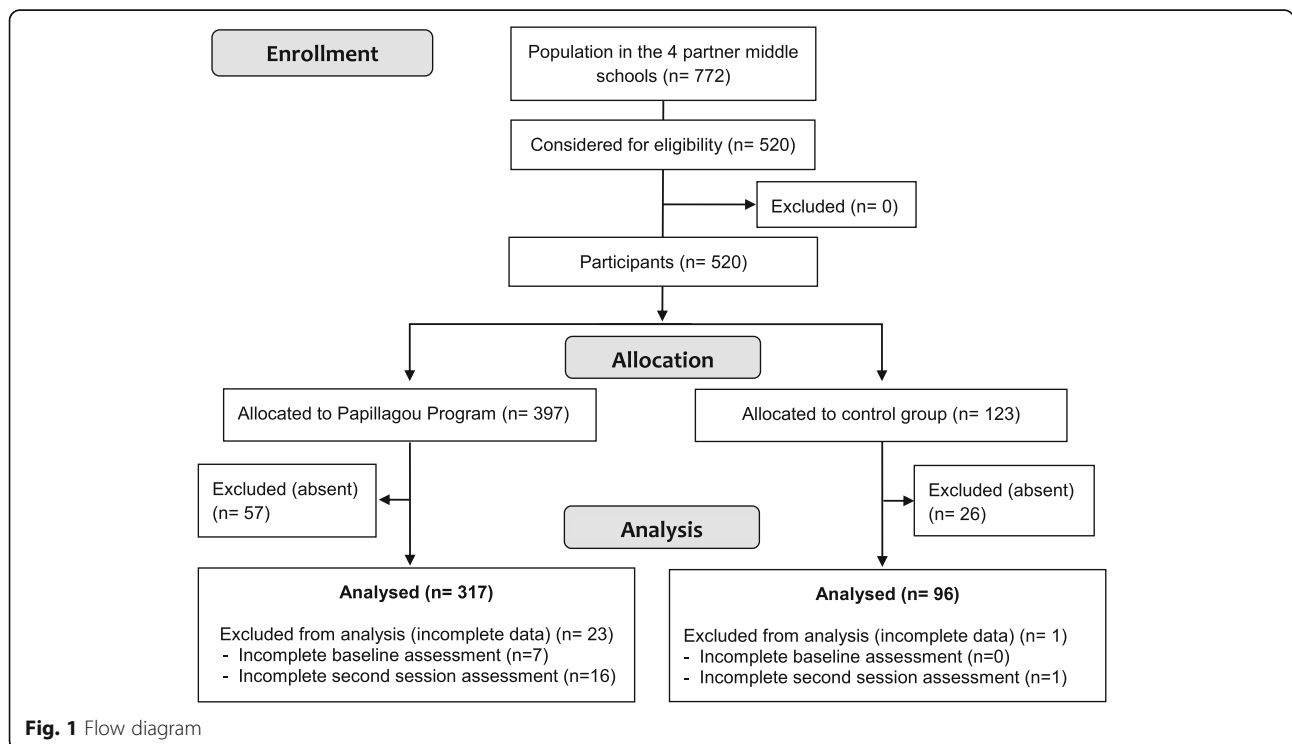 Enrollment
Population in the 4 partner middle
schools (n= 772)
Considered for eligibility (n= 520)
Excluded (n= 0)
Participants (n= 520)
Allocation
Allocated to Papillagou Program (n= 397)
Allocated to control group (n= 123)
Excluded (absent)
(n= 57)
Excluded (absent)
(n= 26)
Analysis
Analysed (n= 317)
Excluded from analysis (incomplete data) (n= 23)
- Incomplete baseline assessment (n=7)
- Incomplete second session assessment (n=16)
Analysed (n= 96)
Excluded from analysis (incomplete data) (n= 1)
- Incomplete baseline assessment (n=0)
- Incomplete second session assessment (n=1)
Fig. 1 Flow diagram